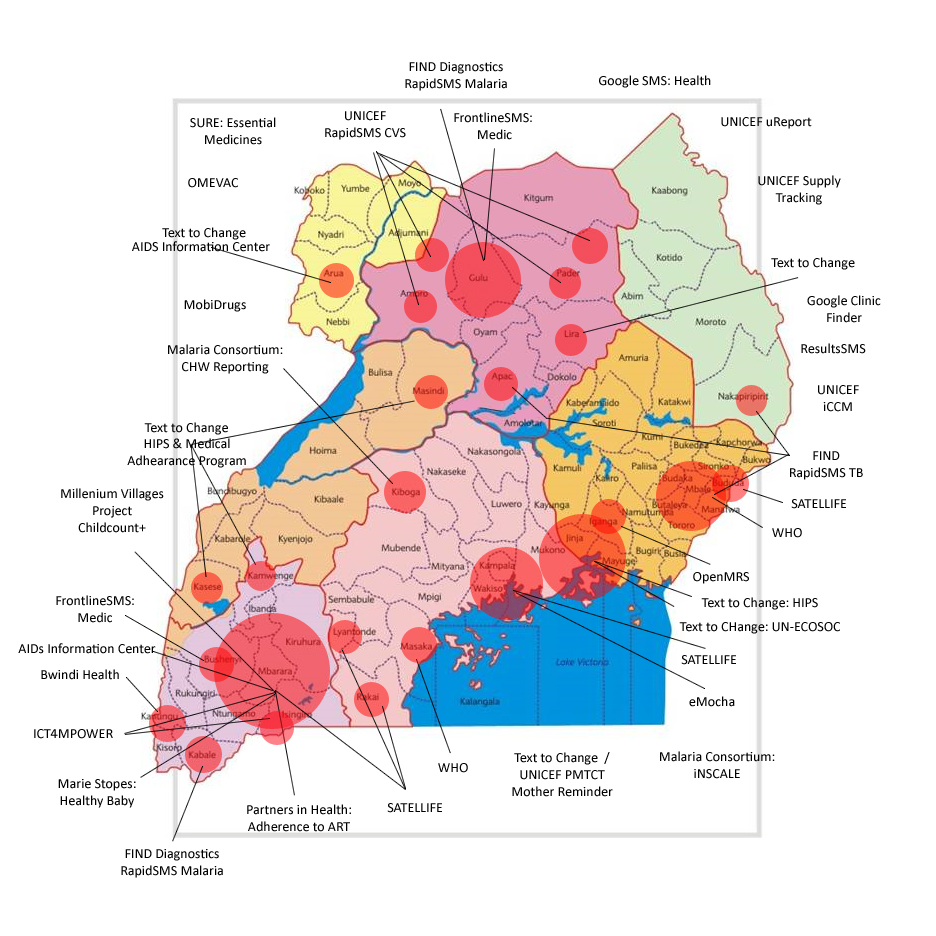 FIND Diagnostics
RapidSMS Malaria
Google SMS: Health
SURE: Essential
Medicines
UNICEF
RapidSMS CVS
FrontlineSMS:
Medic
UNICEF uReport
OMEVAC
UNICEF Supply
Tracking
Text to Change
AIDS Information Center
Text to Change
MobiDrugs
Google Clinic
Finder
Malaria Consortium:
CHW Reporting
ResultsSMS
UNICEF
iCCM
Text to Change
HIPS & Medical
Adhearance Program
FIND
RapidSMS TB
Millenium Villages
Project
Childcount+
SATELLIFE
WHO
OpenMRS
FrontlineSMS:
Medic
Text to Change: HIPS
Text to CHange: UN-ECOSOC
AIDs Information Center
SATELLIFE
Bwindi Health
eMocha
ICT4MPOWER
WHO
Text to Change /
UNICEF PMTCT
Mother Reminder
Malaria Consortium:
iNSCALE
Marie Stopes:
Healthy Baby
Partners in Health:
Adherence to ART
SATELLIFE
FIND Diagnostics
RapidSMS Malaria
Koboko
Yumbe
Moyo
Kitgum
Kaabong
Nyadri
Adjumani
Kotido
Arua
Gulu
Pader
Abim
Amoro
Nebbi
Oyam
Lira
Moroto
Bulisa
Amuria
Masindi
Apac
Dokolo
Kaberamaido
Katakwi
Nakapiripirit
Amolotar
Soroti
Kumi
Bukedea
Kapchorwa
Hoima
Nakasongola
Kamuli
Pallisa
Sironko
Bukwo
Bundibugyo
Nakaseke
Kaliro
Budaka
Mbale
Bududa
Kibaale
Kiboga
Luwero
Kayunga
Namutumba
Butaleja
Manafwa
Iganga
Tororo
Kabarole
Kyenjojo
Mubende
Mukono
Jinja
Bugiri
Busia
Mayuge
Kasese
Kamwenge
Mityana
Kampala
Wakiso
Ibanda
Sembabule
Mpigi
Kiruhura
Lyantonde
Masaka
Bushenyi
Mbarara
Lake Victoria
Rukungiri
Rakai
Kalangala
Kanungu
Ntungamo
Isingiro
Kisoro
Kabale